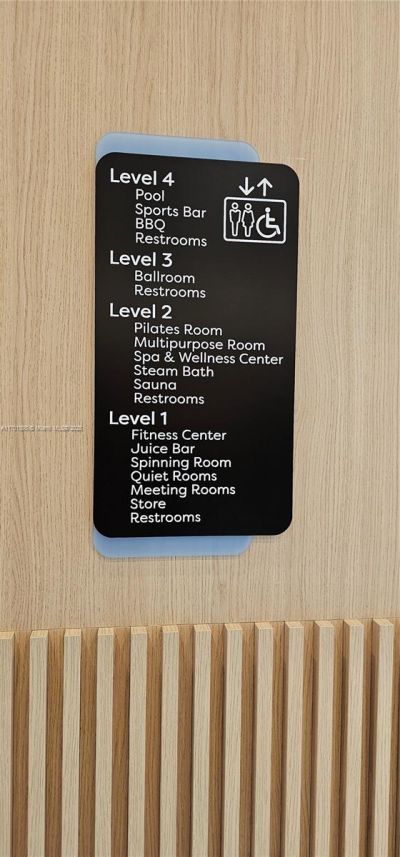 Level 4
Pool
Sports Bar
BBQ
Restrooms
Level 3
Ballroom
Restrooms
Level 2
Pilates Room
Multipurpose Room
Spa & Wellness Center
Steam Bath
Sauna
Restrooms
Level 1
Fitness Center
Juice Bar
Spinning Room
Quiet Rooms
Meeting Rooms
Store
Restrooms